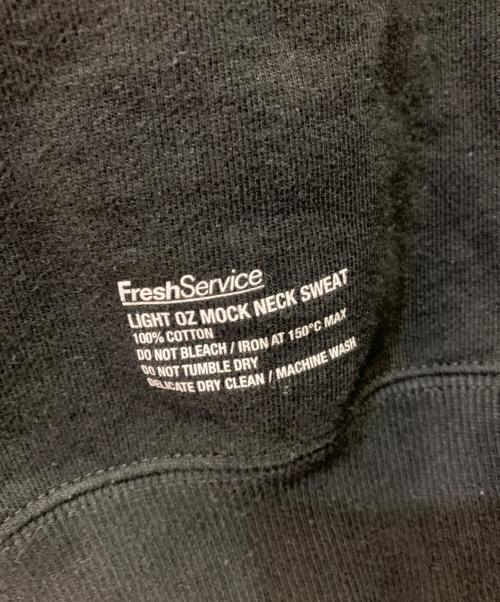 FreshService
LIGHT OZ MOCK NECK SWEAT
100% COTTON
DO NOT BLEACH / IRON AT 150°C MAX
DO NOT TUMBLE DRY
DELICATE DRY CLEAN / MACHINE WASH